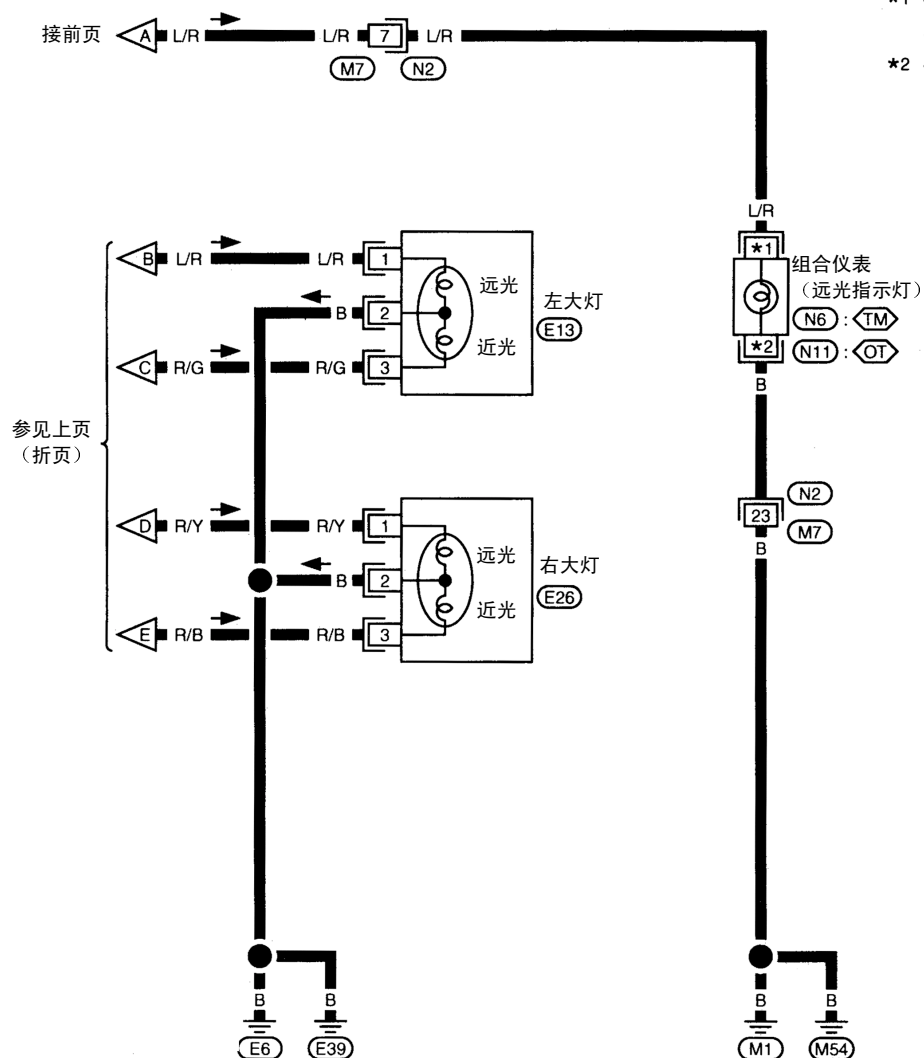 *1
接前页 A L/R L/R 7 L/R
M7 N2
*2
L/R
B L/R L/R 1
*1
远光
组合仪表
（远光指示灯）
B 2
左大灯
E13
N6 : TM
近光
C R/G R/G 3
*2
N11 : OT
B
参见上页
（折页）
N2
23
M7
D R/Y R/Y 1
B
远光
右大灯
B 2
E26
近光
E R/B R/B 3
B B B B
E6 E39 M1 M54